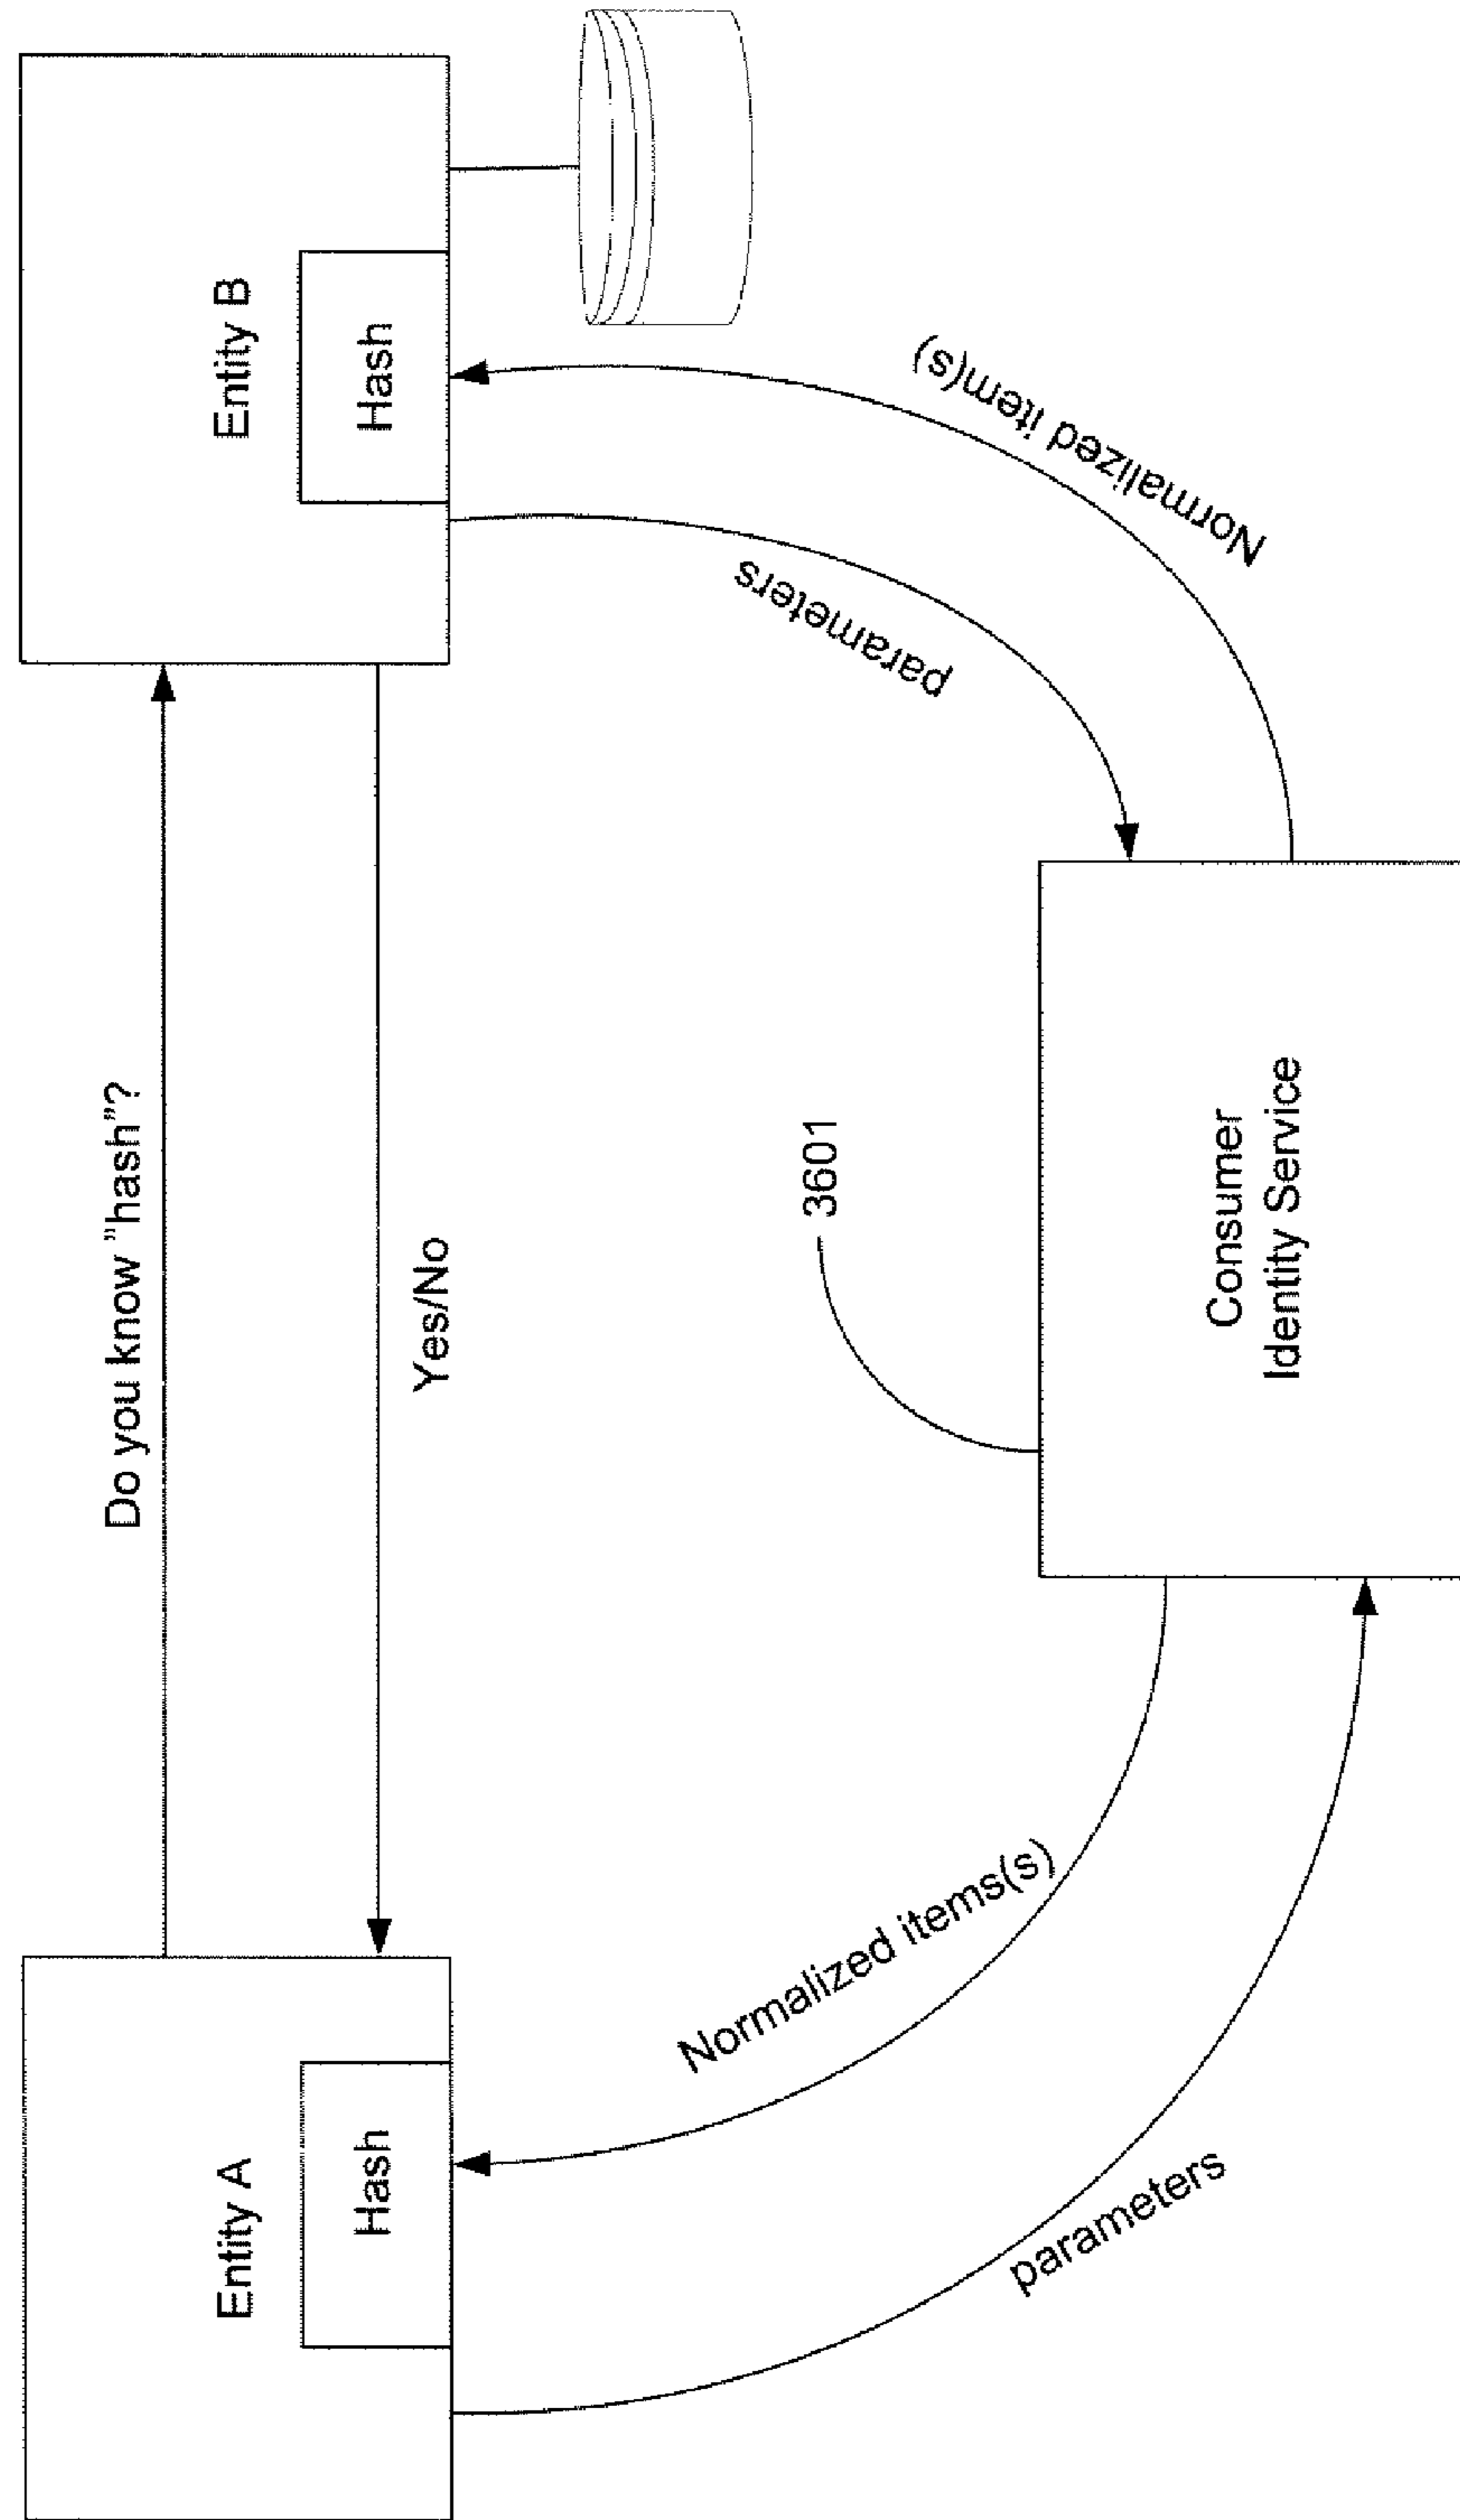 Do you know "hash"?
Yes/No
Entity A
Hash
Entity B
Hash
Normalized items(s)
parameters
parameters
Normalized item(s)
3601
Consumer
Identity Service